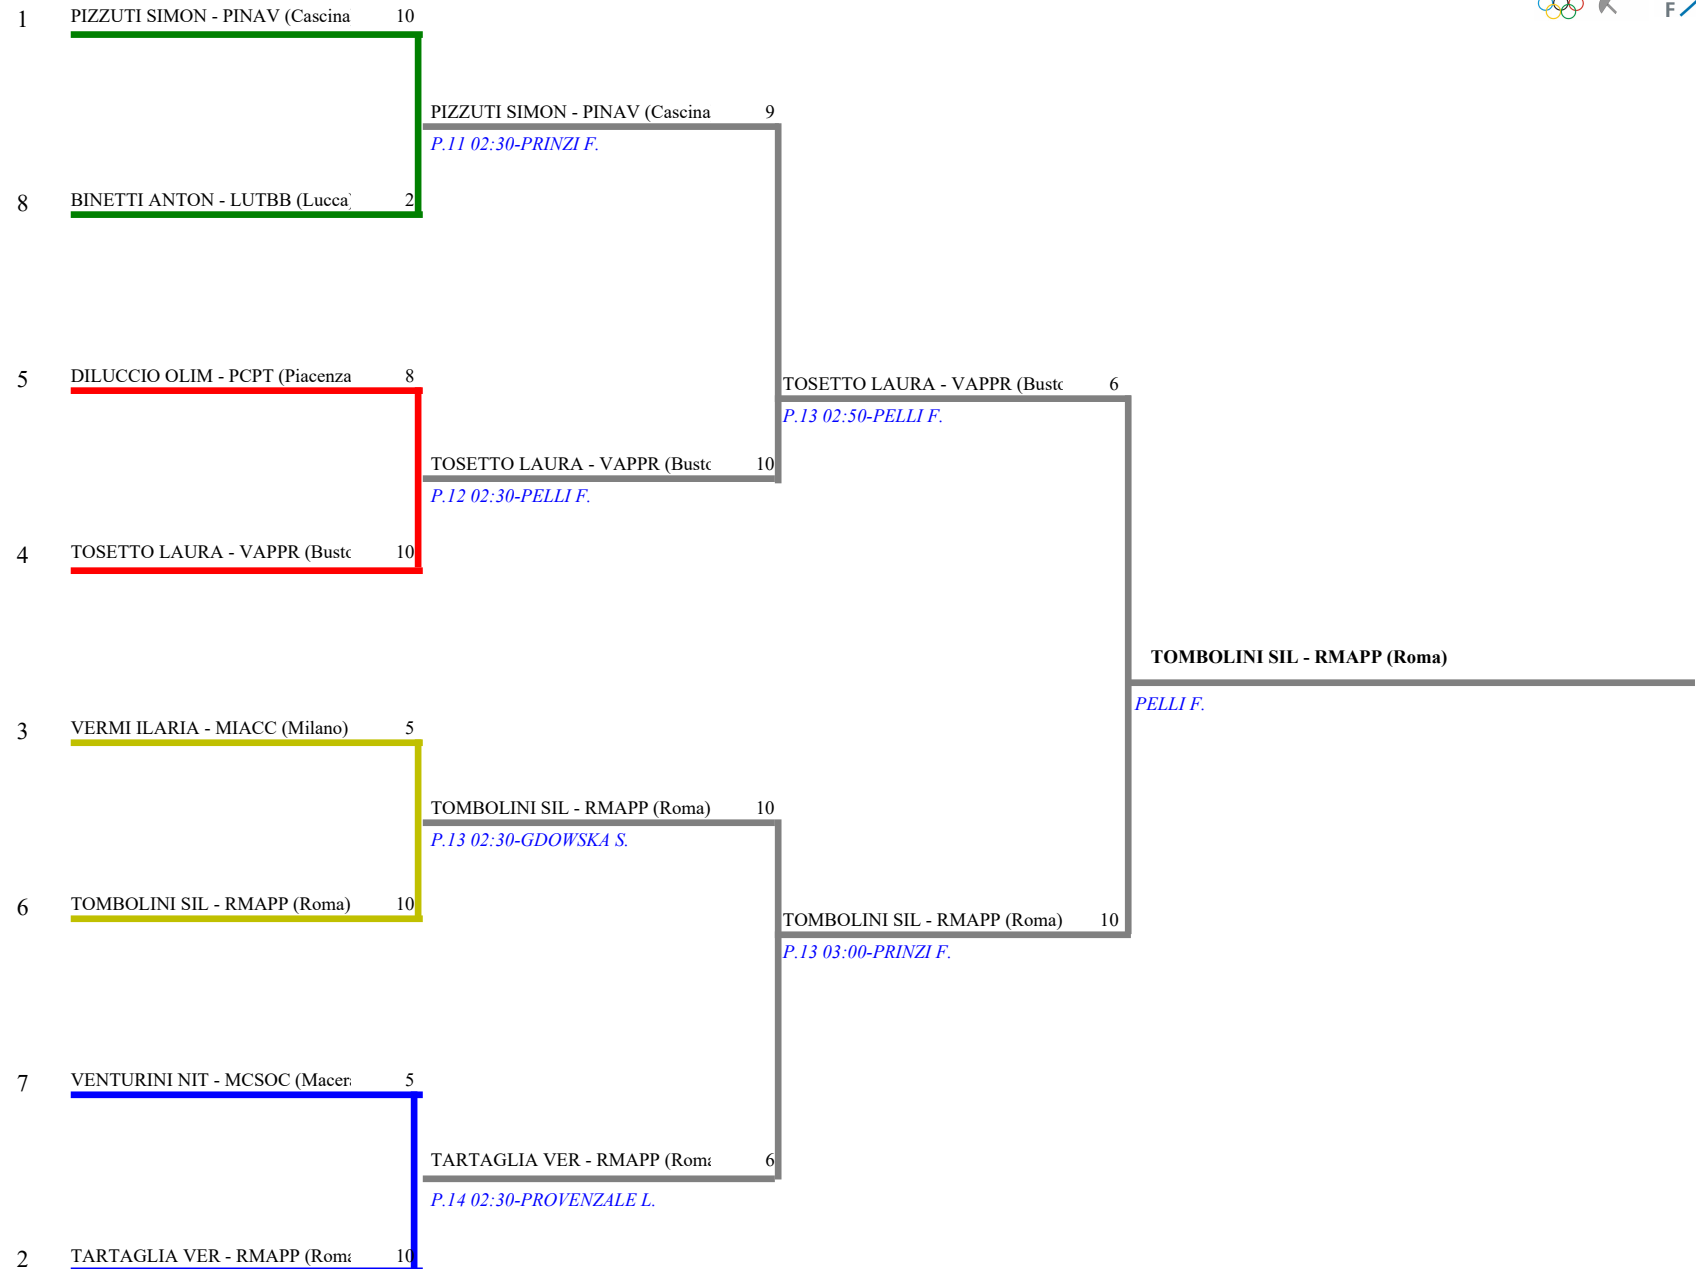 F
1 PIZZUTI SIMON - PINAV (Cascina 10
PIZZUTI SIMON - PINAV (Cascina 9
P.11 02:30-PRINZI F.
8 BINETTI ANTON - LUTBB (Lucca) 2
5 DILUCCIO OLIM - PCPT (Piacenza 8
TOSETTO LAURA - VAPPR (Busto 6
P.13 02:50-PELLI F.
TOSETTO LAURA - VAPPR (Busto 10
P.12 02:30-PELLI F.
4 TOSETTO LAURA - VAPPR (Busto 10
TOMBOLINI SIL - RMAPP (Roma)
PELLI F.
3 VERMI ILARIA - MIACC (Milano) 5
TOMBOLINI SIL - RMAPP (Roma) 10
P.13 02:30-GDOWSKA S.
6 TOMBOLINI SIL - RMAPP (Roma) 10
TOMBOLINI SIL - RMAPP (Roma) 10
P.13 03:00-PRINZI F.
7 VENTURINI NIT - MCSOC (Macera 5
TARTAGLIA VER - RMAPP (Roma 6
P.14 02:30-PROVENZALE L.
2 TARTAGLIA VER - RMAPP (Roma 10